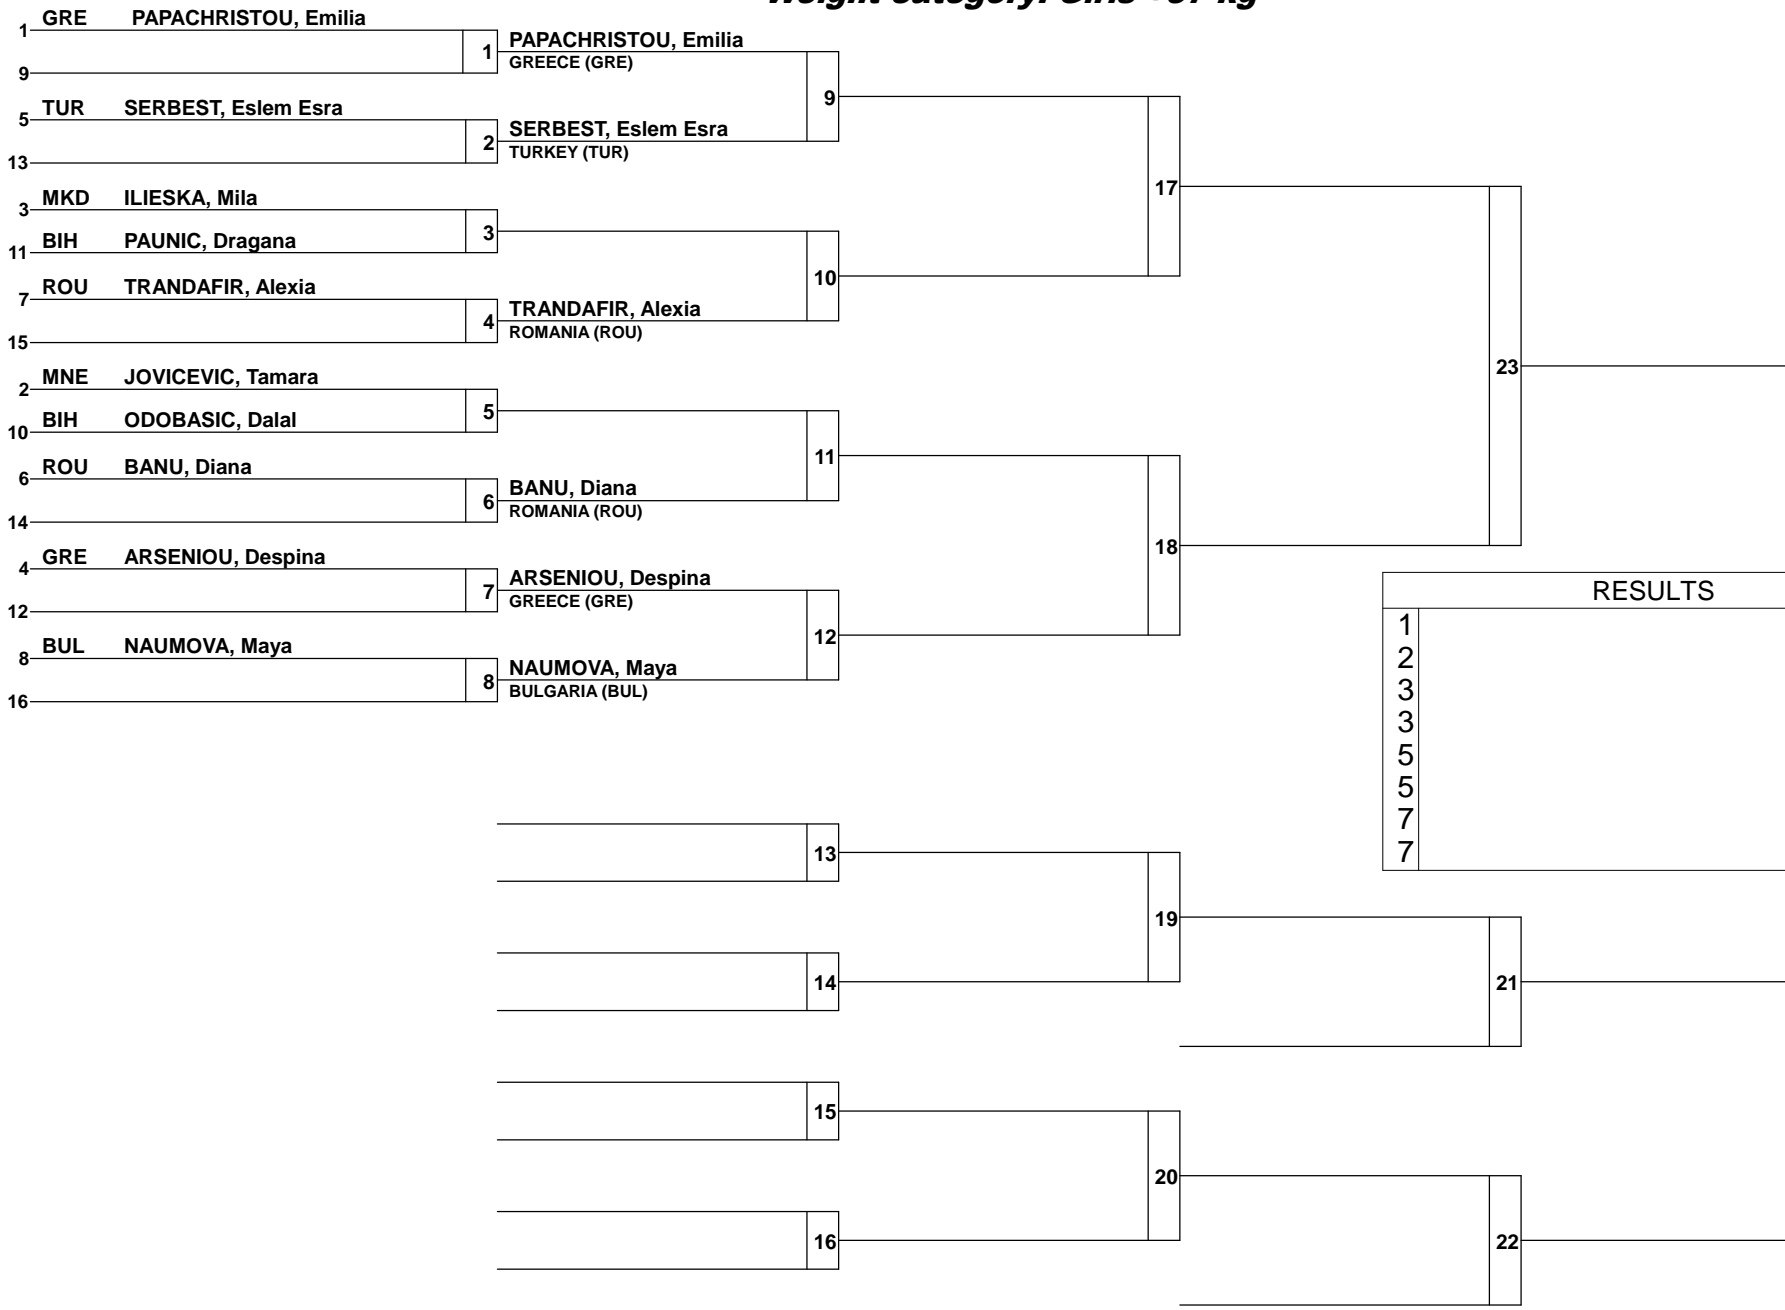 1 GRE PAPACHRISTOU, Emilia
9
1 PAPACHRISTOU, Emilia
GREECE (GRE)
5 TUR SERBEST, Eslem Esra
13
2 SERBEST, Eslem Esra
TURKEY (TUR)
9
3 MKD ILIESKA, Mila
11 BIH PAUNIC, Dragana
3
7 ROU TRANDAFIR, Alexia
15
4 TRANDAFIR, Alexia
ROMANIA (ROU)
10
17
2 MNE JOVICEVIC, Tamara
10 BIH ODOBASIC, Dalal
5
6 ROU BANU, Diana
14
6 BANU, Diana
ROMANIA (ROU)
11
4 GRE ARSENIOU, Despina
12
7 ARSENIOU, Despina
GREECE (GRE)
8 BUL NAUMOVA, Maya
16
8 NAUMOVA, Maya
BULGARIA (BUL)
12
18
23
RESULTS
1
2
3
3
5
5
7
7
13
14
19
21
15
16
20
22